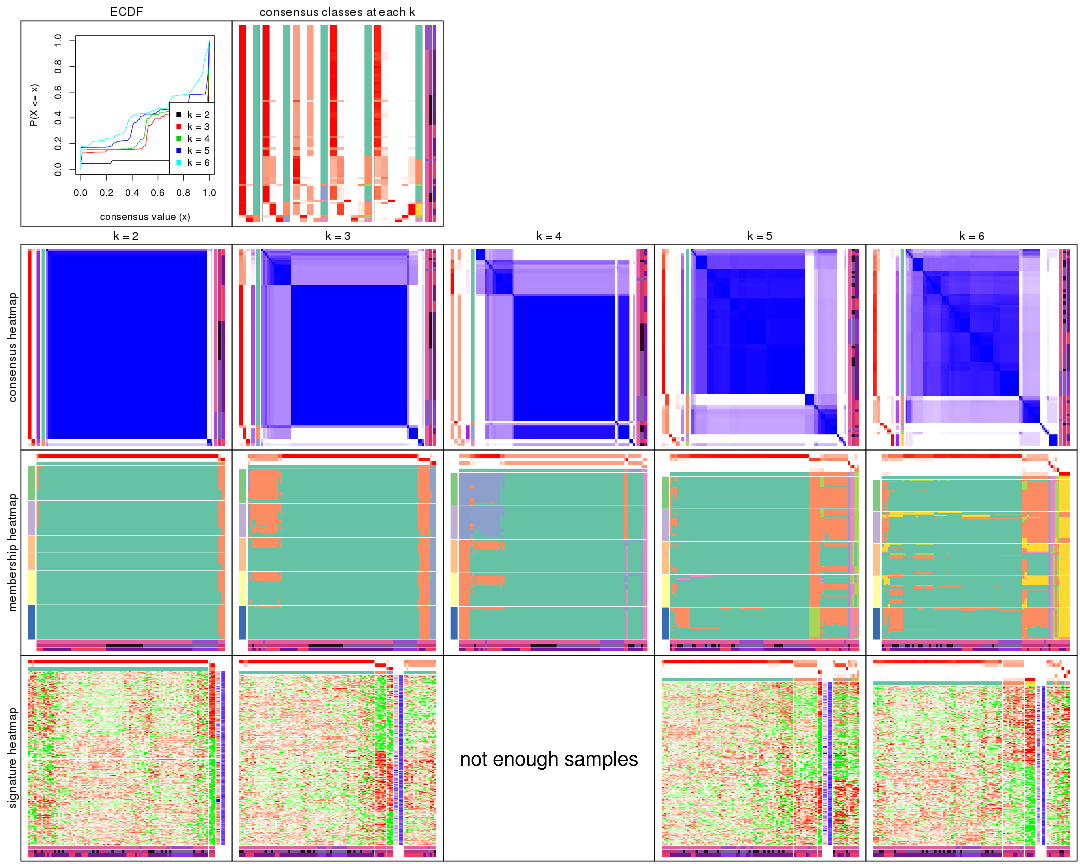 ECDF
consensus classes at each k
P(X <= x)
0.0 0.2 0.4 0.6 0.8 1.0
k = 2
k = 3
k = 4
k = 5
k = 6
0.0 0.2 0.4 0.6 0.8 1.0
consensus value (x)
k = 2 k = 3 k = 4 k = 5 k = 6
consensus heatmap
membership heatmap
signature heatmap
not enough samples